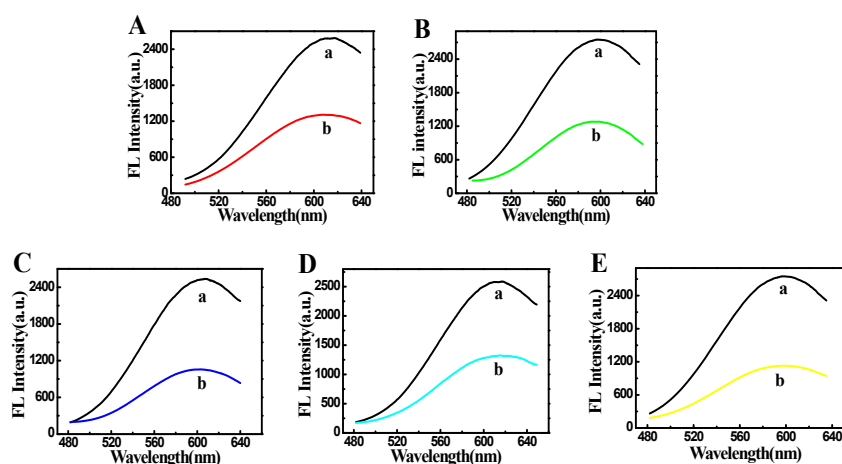 A
FL Intensity(a.u.)
2400
1800
1200
600
0
a
b
480 520 560 600 640
Wavelength(nm)
B
FL intensity(a.u.)
2400
1800
1200
600
0
a
b
480 520 560 600 640
Wavelength(nm)
C
FL Intensity(a.u.)
2400
1800
1200
600
0
a
b
480 520 560 600 640
Wavelength(nm)
D
FL Intensity(a.u.)
2500
2000
1500
1000
500
0
a
b
480 520 560 600 640
Wavelength(nm)
E
FL Intensity(a.u.)
2400
1800
1200
600
0
a
b
480 520 560 600 640
Wavelength(nm)